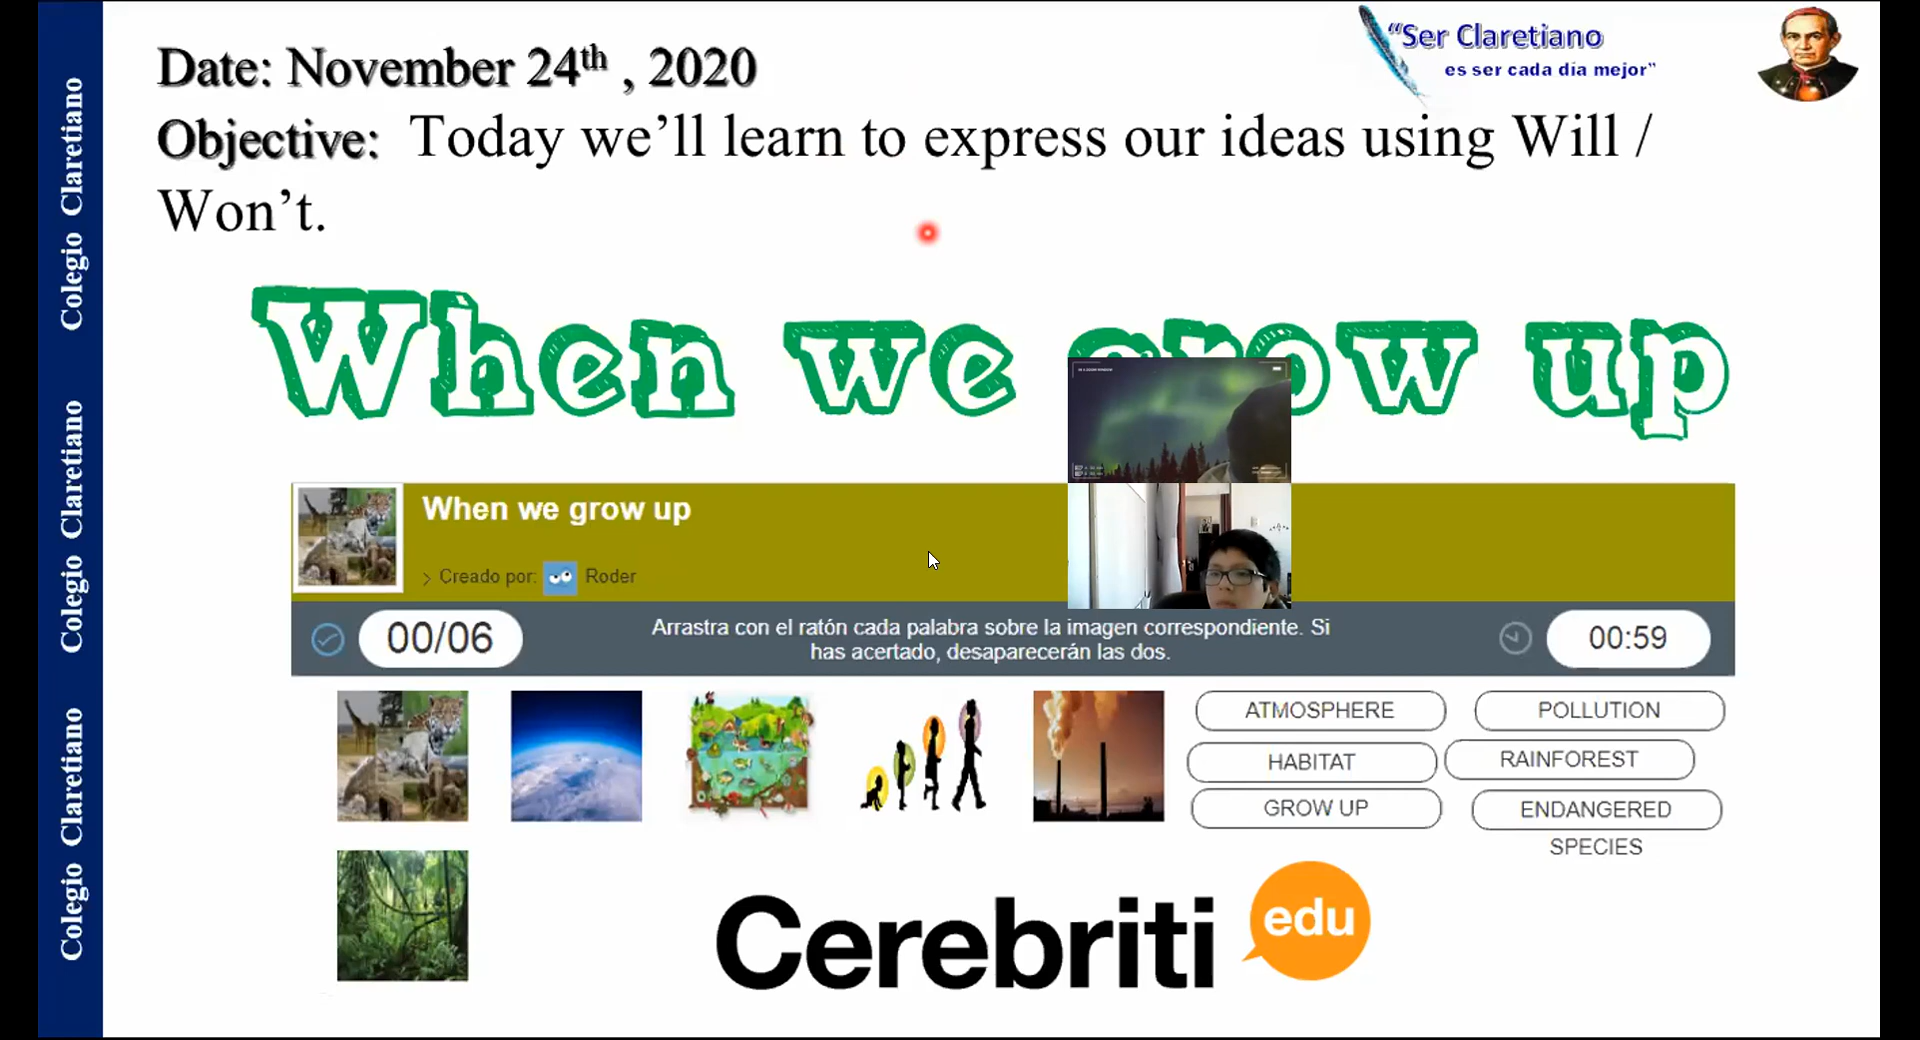 Date: November 24th , 2020
Objective: Today we'll learn to express our ideas using Will /
Won't.
"Ser Claretiano
es ser cada día mejor"
Colegio Claretiano
Colegio Claretiano
Colegio Claretiano
When we grow up
When we grow up
> Creado por: Roder
00/06
Arrastra con el ratón cada palabra sobre la imagen correspondiente. Si
has acertado, desaparecerán las dos.
00:59
ATMOSPHERE
POLLUTION
HABITAT
RAINFOREST
GROW UP
ENDANGERED
SPECIES
Cerebriti
edu